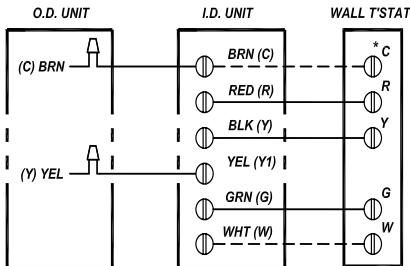 O.D. UNIT I.D. UNIT WALL T'STAT
(C) BRN BRN (C) * C
RED (R) R
BLK (Y) Y
(Y) YEL YEL (Y1)
GRN (G) G
WHT (W) W